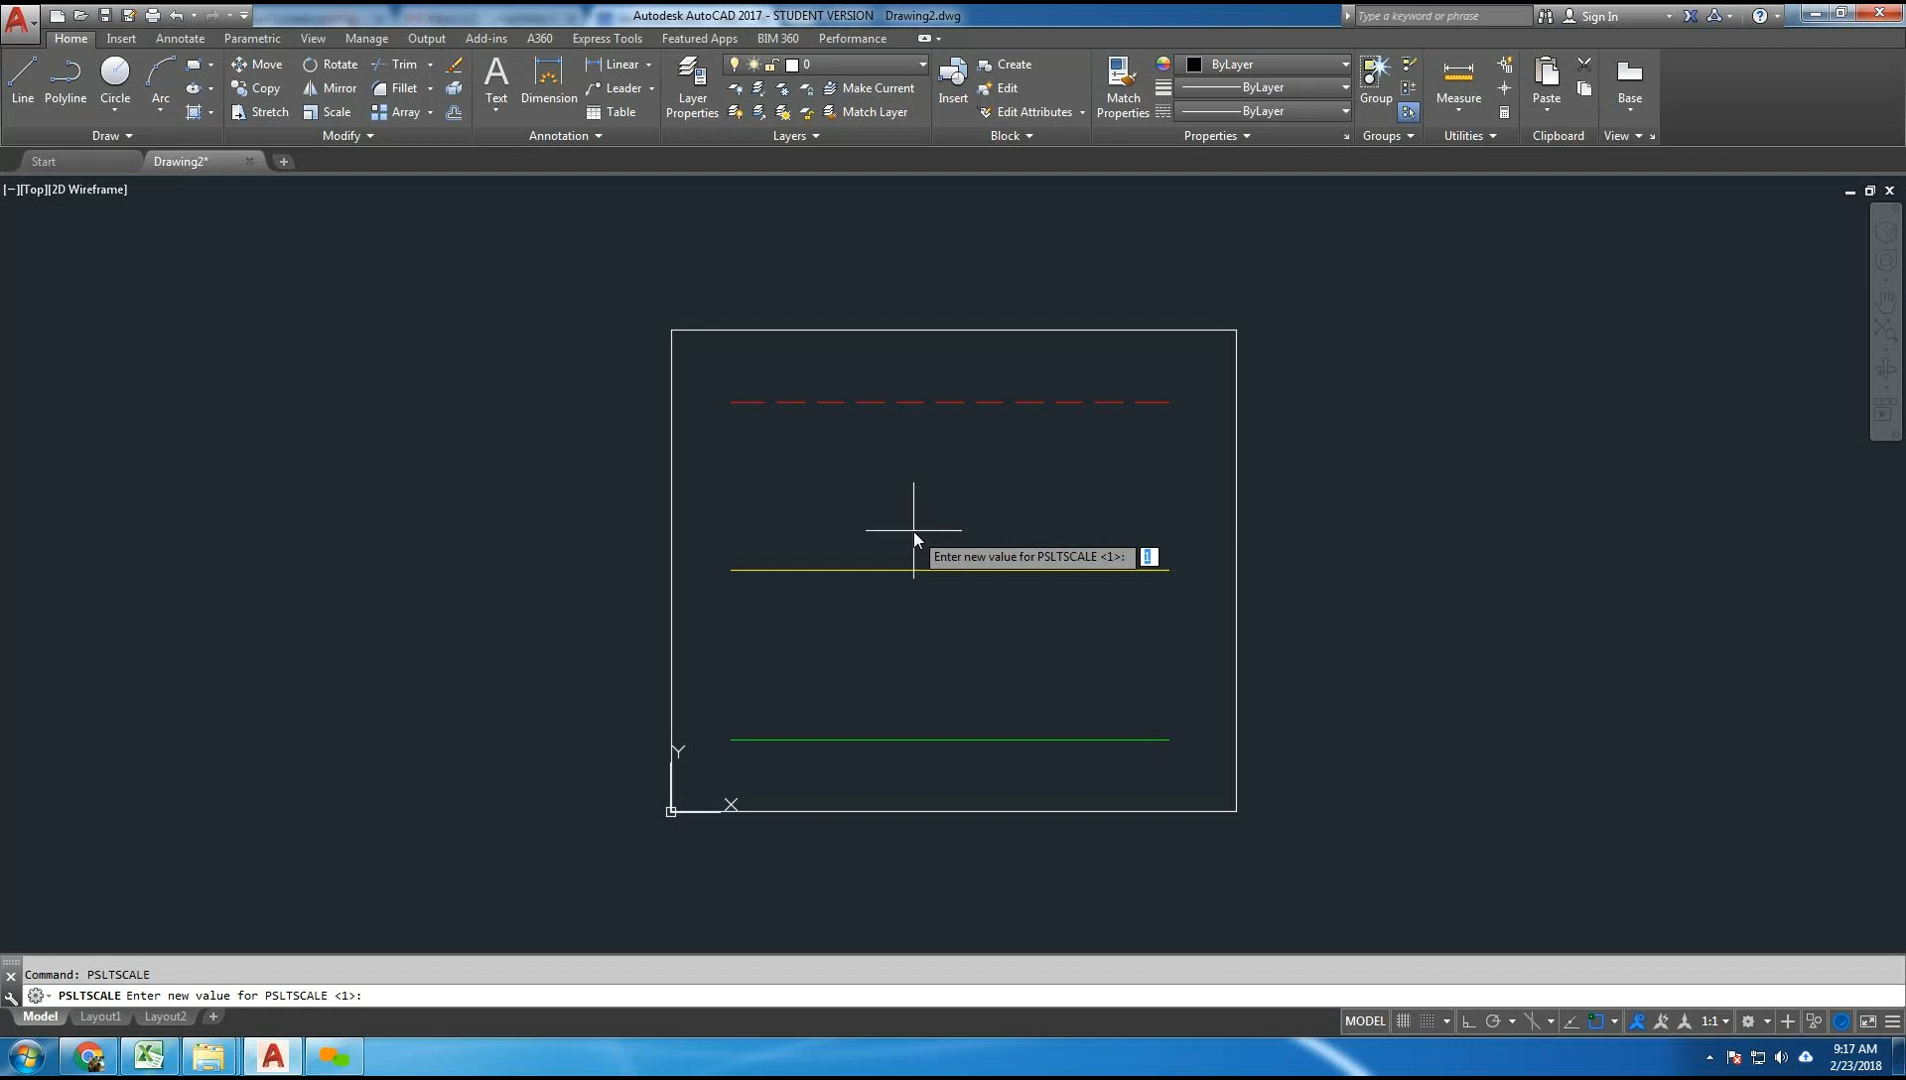 Autodesk AutoCAD 2017 - STUDENT VERSION Drawing2.dwg
Type a keyword or phrase
Sign In
Home Insert Annotate Parametric View Manage Output Add-ins A360 Express Tools Featured Apps BIM 360 Performance
Line Polyline Circle Arc
Draw
Move Rotate Trim
Copy Mirror Fillet
Stretch Scale Array
Modify
Text Dimension
Linear
Leader
Table
Annotation
Layer Properties
0
Make Current
Match Layer
Layers
Insert
Create
Edit
Edit Attributes
Block
Match Properties
ByLayer
ByLayer
ByLayer
Properties
Group
Groups
Measure
Utilities
Paste
Clipboard
Base
View
Start Drawing2*
[−][Top][2D Wireframe]
Enter new value for PSLTSCALE <1>: 1
Y
X
Command: PSLTSCALE
PSLTSCALE Enter new value for PSLTSCALE <1>:
Model Layout1 Layout2 +
MODEL 1:1
9:17 AM
2/23/2018